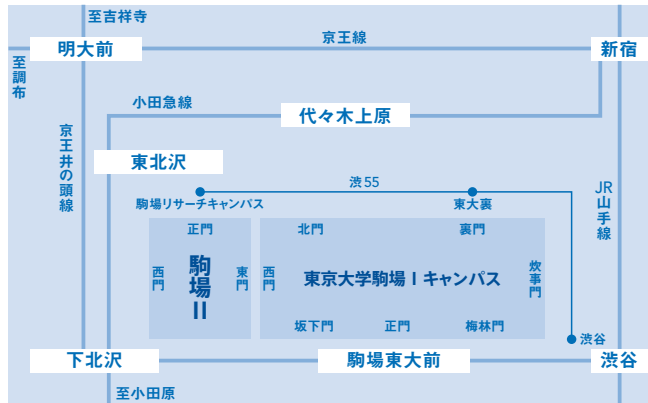 至吉祥寺
明大前
京王線
新宿
至調布
小田急線
代々木上原
京王井の頭線
東北沢
渋55
JR山手線
駒場リサーチキャンパス
東大裏
正門
北門
裏門
西門
駒場II
東門
西門
東京大学駒場Iキャンパス
炊事門
坂下門
正門
梅林門
渋谷
下北沢
駒場東大前
渋谷
至小田原